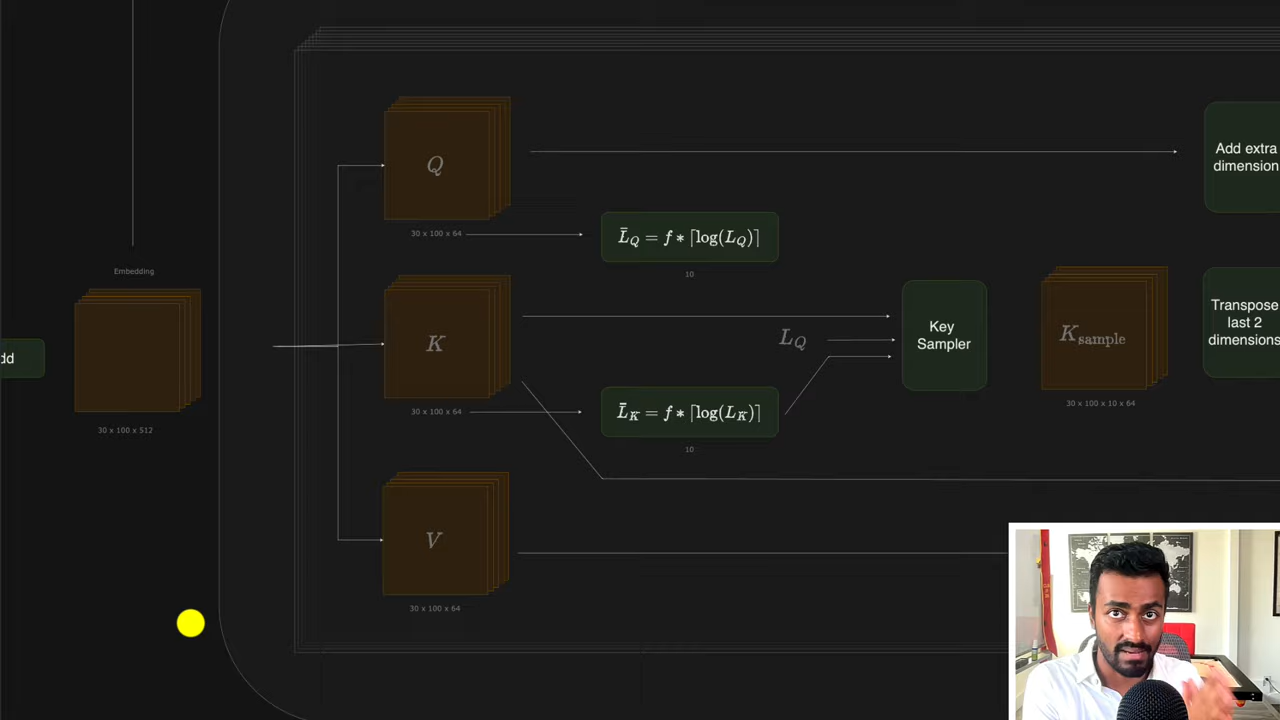 Embedding
dd
30 x 100 x 512
Q
30 x 100 x 64
K
30 x 100 x 64
V
30 x 100 x 64
L̄_Q = f * ⌈log(L_Q)⌉
10
L_Q
L̄_K = f * ⌈log(L_K)⌉
10
Key
Sampler
K_sample
30 x 100 x 10 x 64
Add extra
dimension
Transpose
last 2
dimensions